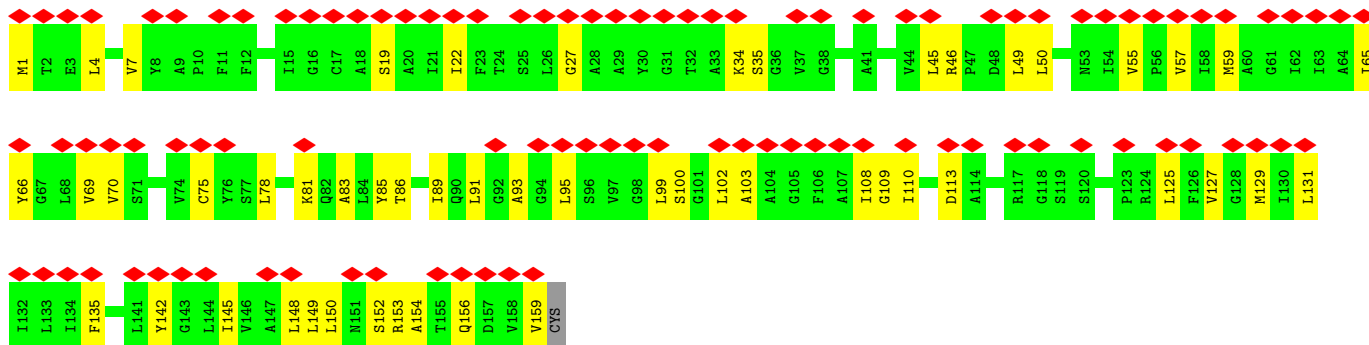 M1 T2 E3 L4 V7 Y8 A9 P10 F11 F12 I15 G16 C17 A18 S19 A20 I21 I22 F23 T24 S25 L26 G27 A28 A29 Y30 G31 T32 A33 K34 S35 G36 V37 G38 A41 V44 L45 R46 P47 D48 L49 L50 N53 I54 V55 P56 V57 I58 M59 A60 G61 I62 I63 A64 I65
Y66 G67 L68 V69 V70 S71 V74 C75 Y76 S77 L78 K81 Q82 A83 L84 Y85 T86 I89 Q90 L91 G92 A93 G94 L95 S96 V97 G98 L99 S100 G101 L102 A103 A104 G105 F106 A107 I108 G109 I110 D113 A114 R117 G118 S119 S120 P123 R124 L125 F126 V127 G128 M129 I130 L131
I132 L133 I134 F135 L141 Y142 G143 L144 I145 V146 A147 L148 L149 L150 N151 S152 R153 A154 T155 Q156 D157 V158 V159 CYS